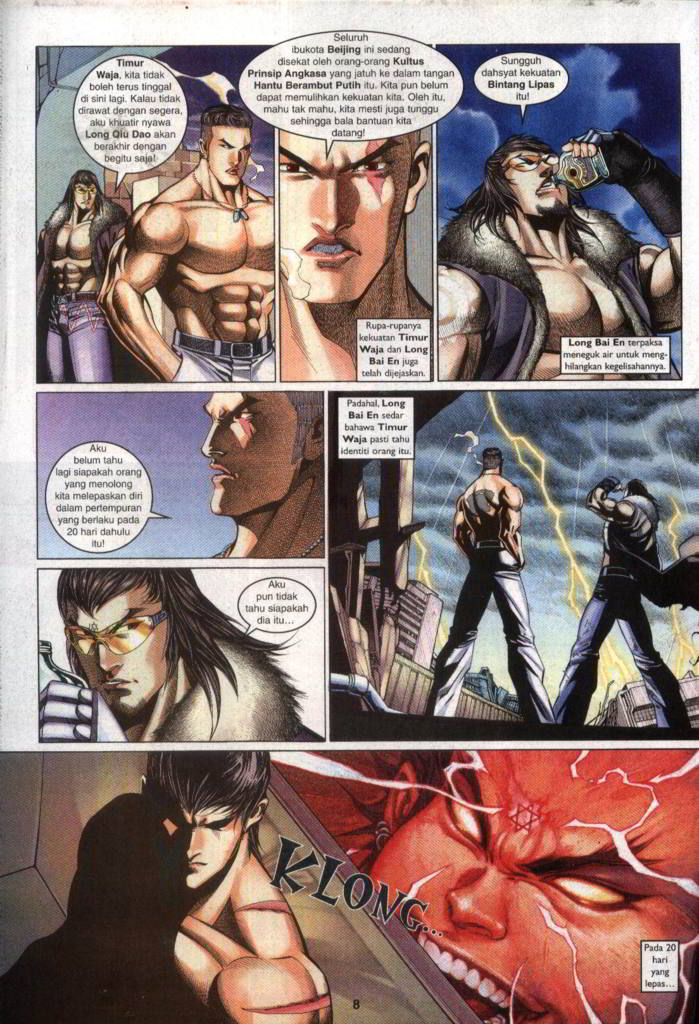 Timur
Waja, kita tidak
boleh terus tinggal
di sini lagi. Kalau tidak
dirawat dengan segera,
aku khuatir nyawa
Long Qiu Dao akan
berakhir dengan
begitu saja!
Seluruh
ibukota Beijing ini sedang
disekat oleh orang-orang Kultus
Prinsip Angkasa yang jatuh ke dalam tangan
Hantu Berambut Putih itu. Kita pun belum
dapat memulihkan kekuatan kita. Oleh itu,
mahu tak mahu, kita mesti juga tunggu
sehingga bala bantuan kita
datang!
Rupa-rupanya
kekuatan Timur
Waja dan Long
Bai En juga
telah dijejaskan.
Sungguh
dahsyat kekuatan
Bintang Lipas
itu!
Long Bai En terpaksa
meneguk air untuk meng-
hilangkan kegelisahannya.
Aku
belum tahu
lagi siapakah orang
yang menolong
kita melepaskan diri
dalam pertempuran
yang berlaku pada
20 hari dahulu
itu!
Padahal, Long
Bai En sedar
bahawa Timur
Waja pasti tahu
identiti orang itu.
Aku
pun tidak
tahu siapakah
dia itu...
KLONG...
Pada 20
hari
yang
lepas...
8